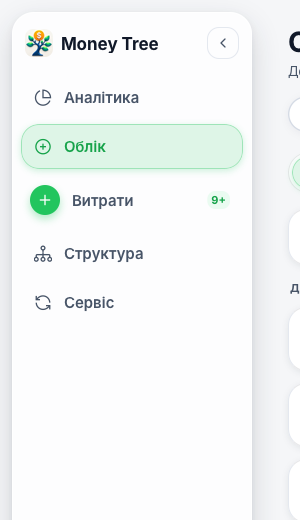 Money Tree
Аналітика
Облік
Витрати
9+
Структура
Сервіс